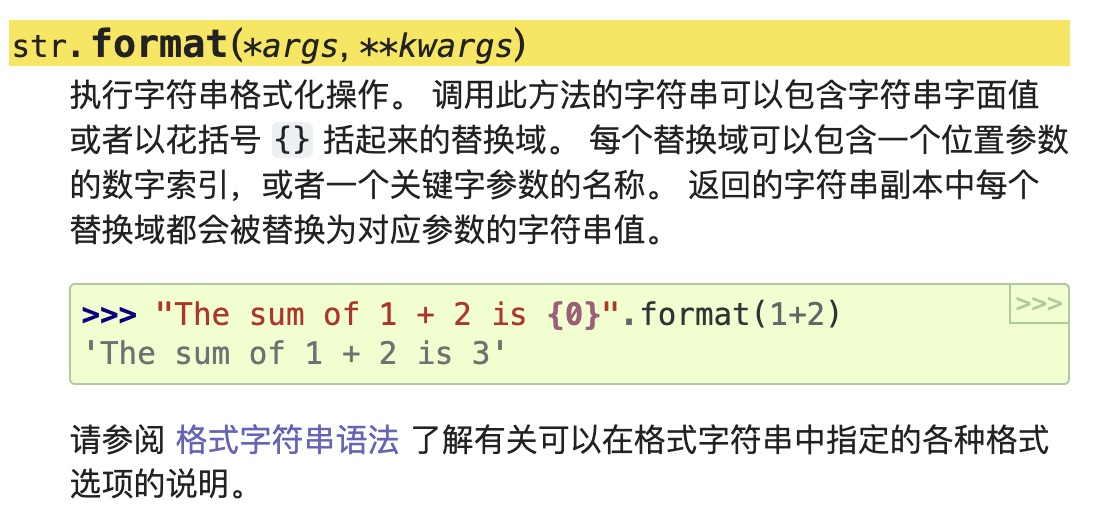 str.format(*args, **kwargs)
执行字符串格式化操作。 调用此方法的字符串可以包含字符串字面值
或者以花括号 {} 括起来的替换域。 每个替换域可以包含一个位置参数
的数字索引，或者一个关键字参数的名称。 返回的字符串副本中每个
替换域都会被替换为对应参数的字符串值。
>>> "The sum of 1 + 2 is {0}".format(1+2)
>>>
'The sum of 1 + 2 is 3'
请参阅 格式字符串语法 了解有关可以在格式字符串中指定的各种格式
选项的说明。